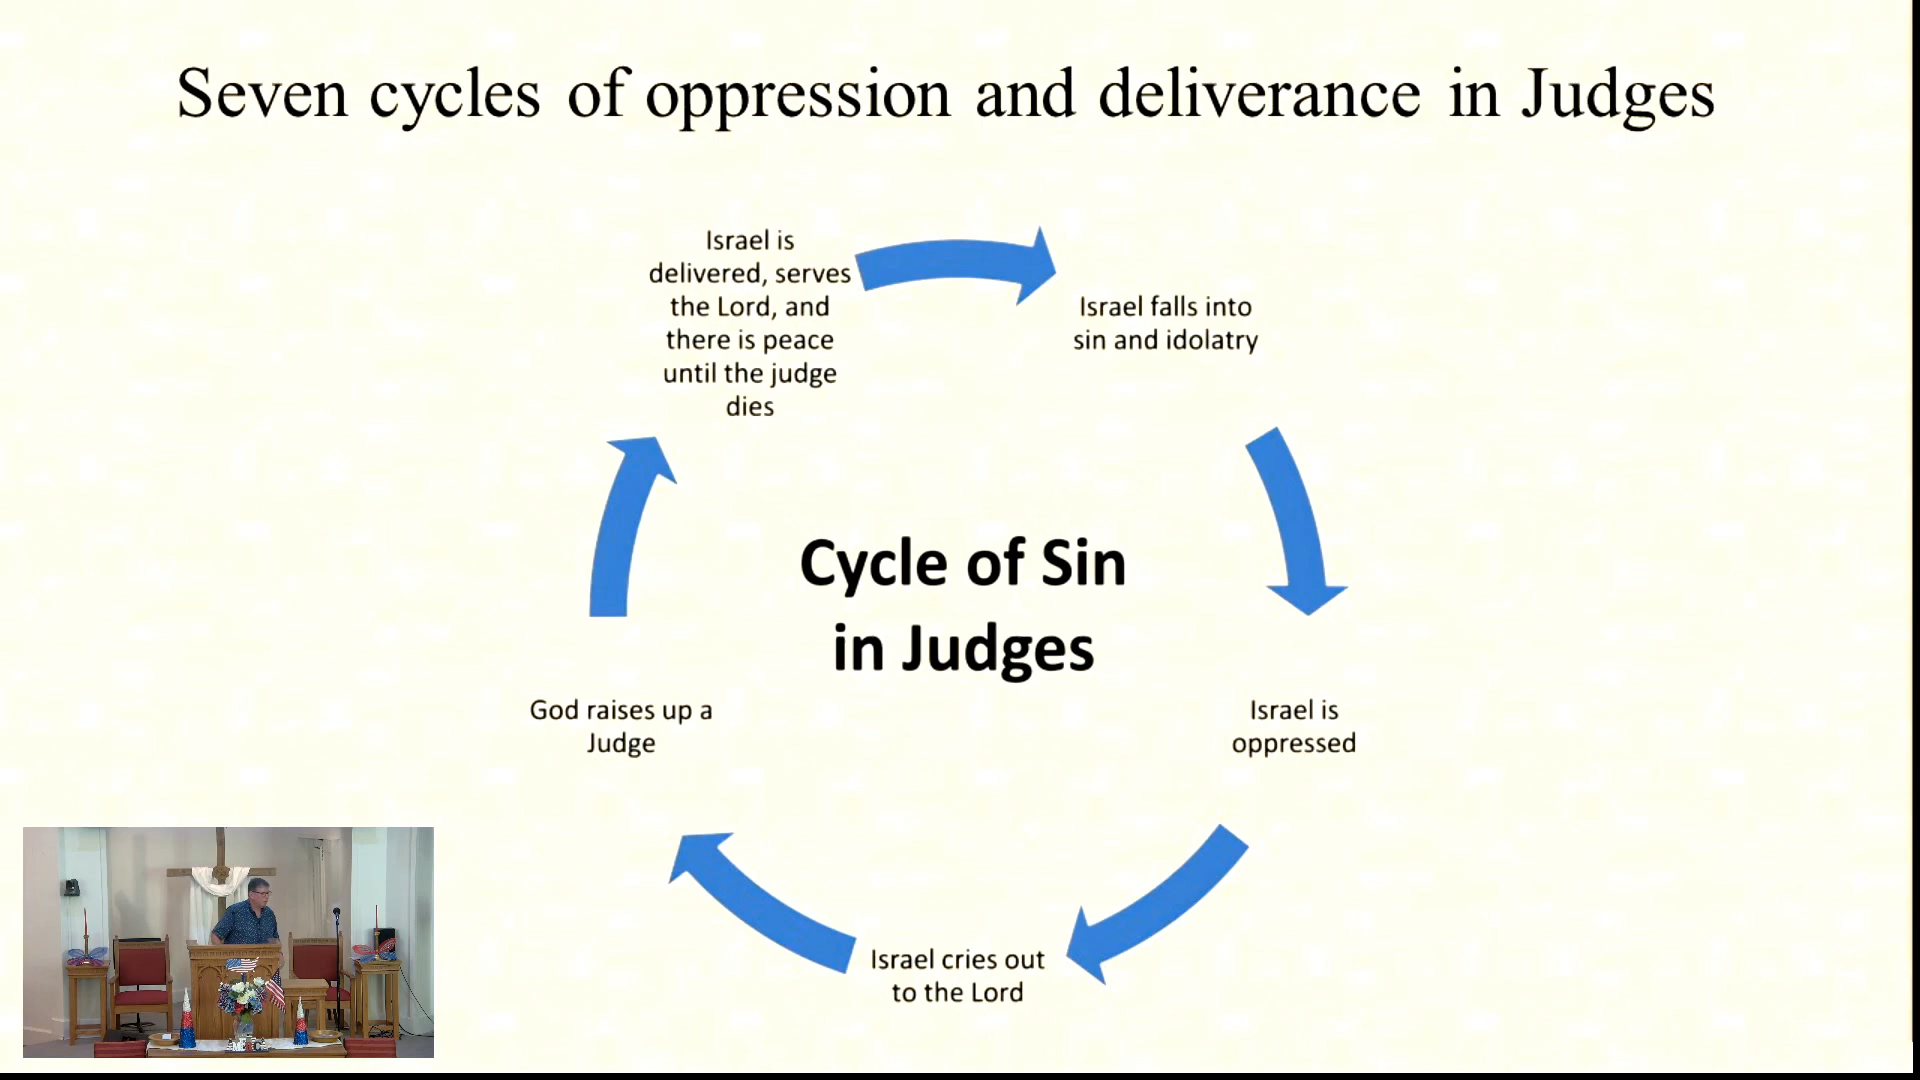 Seven cycles of oppression and deliverance in Judges
Israel is
delivered, serves
the Lord, and
there is peace
until the judge
dies
Israel falls into
sin and idolatry
Cycle of Sin
in Judges
God raises up a
Judge
Israel is
oppressed
Israel cries out
to the Lord